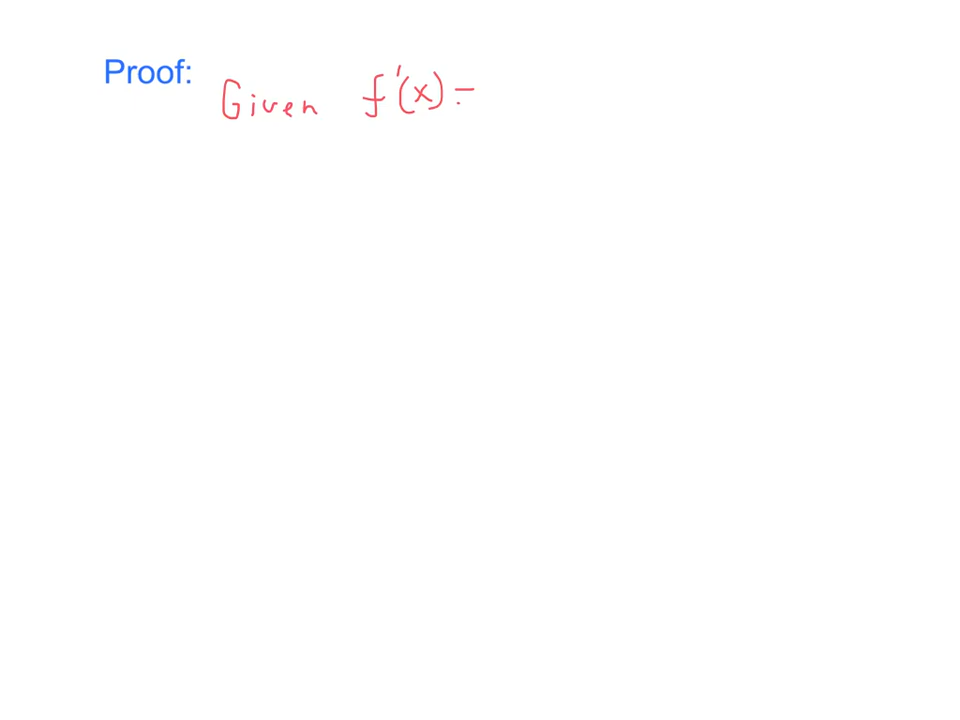 Proof: Given f'(x) =